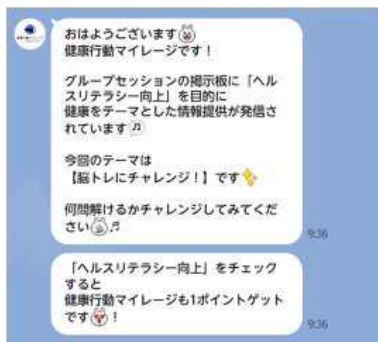 おはようございます
健康行動マイレージです！
グループセッションの掲示板に「ヘル
スリテラシー向上」を目的に
健康をテーマとした情報提供が発信さ
れています
今回のテーマは
【脳トレにチャレンジ！】です
何問解けるかチャレンジしてみてくだ
さい
9:36
「ヘルスリテラシー向上」をチェック
すると
健康行動マイレージも1ポイントゲット
です！
9:36